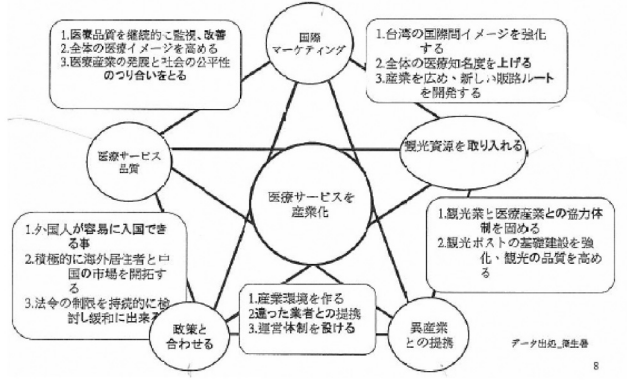 1.医療品質を継続的に監視、改善
2.全体の医療イメージを高める
3.医療産業の発展と社会の公平性
のつり合いをとる
国際
マーケティング
1.台湾の国際間イメージを強化
する
2.全体の医療知名度を上げる
3.産業を広め、新しい販路ルート
を開発する
医療サービス
品質
観光資源を取り入れる
医療サービスを
産業化
1.外国人が容易に入国でき
る事
2.積極的に海外居住者と中
国の市場を開拓す
る
3.法令の制限を持続的に検
討し緩和に出来る
1.観光業と医療産業との協力体
制を固める
2.観光ポストの基礎建設を強
化、観光の品質を高め
る
1.産業環境を作る
2違った業者との提携
3.運営体制を設ける
政策と
合わせる
異産業
との提携
データ出処_衛生署
8